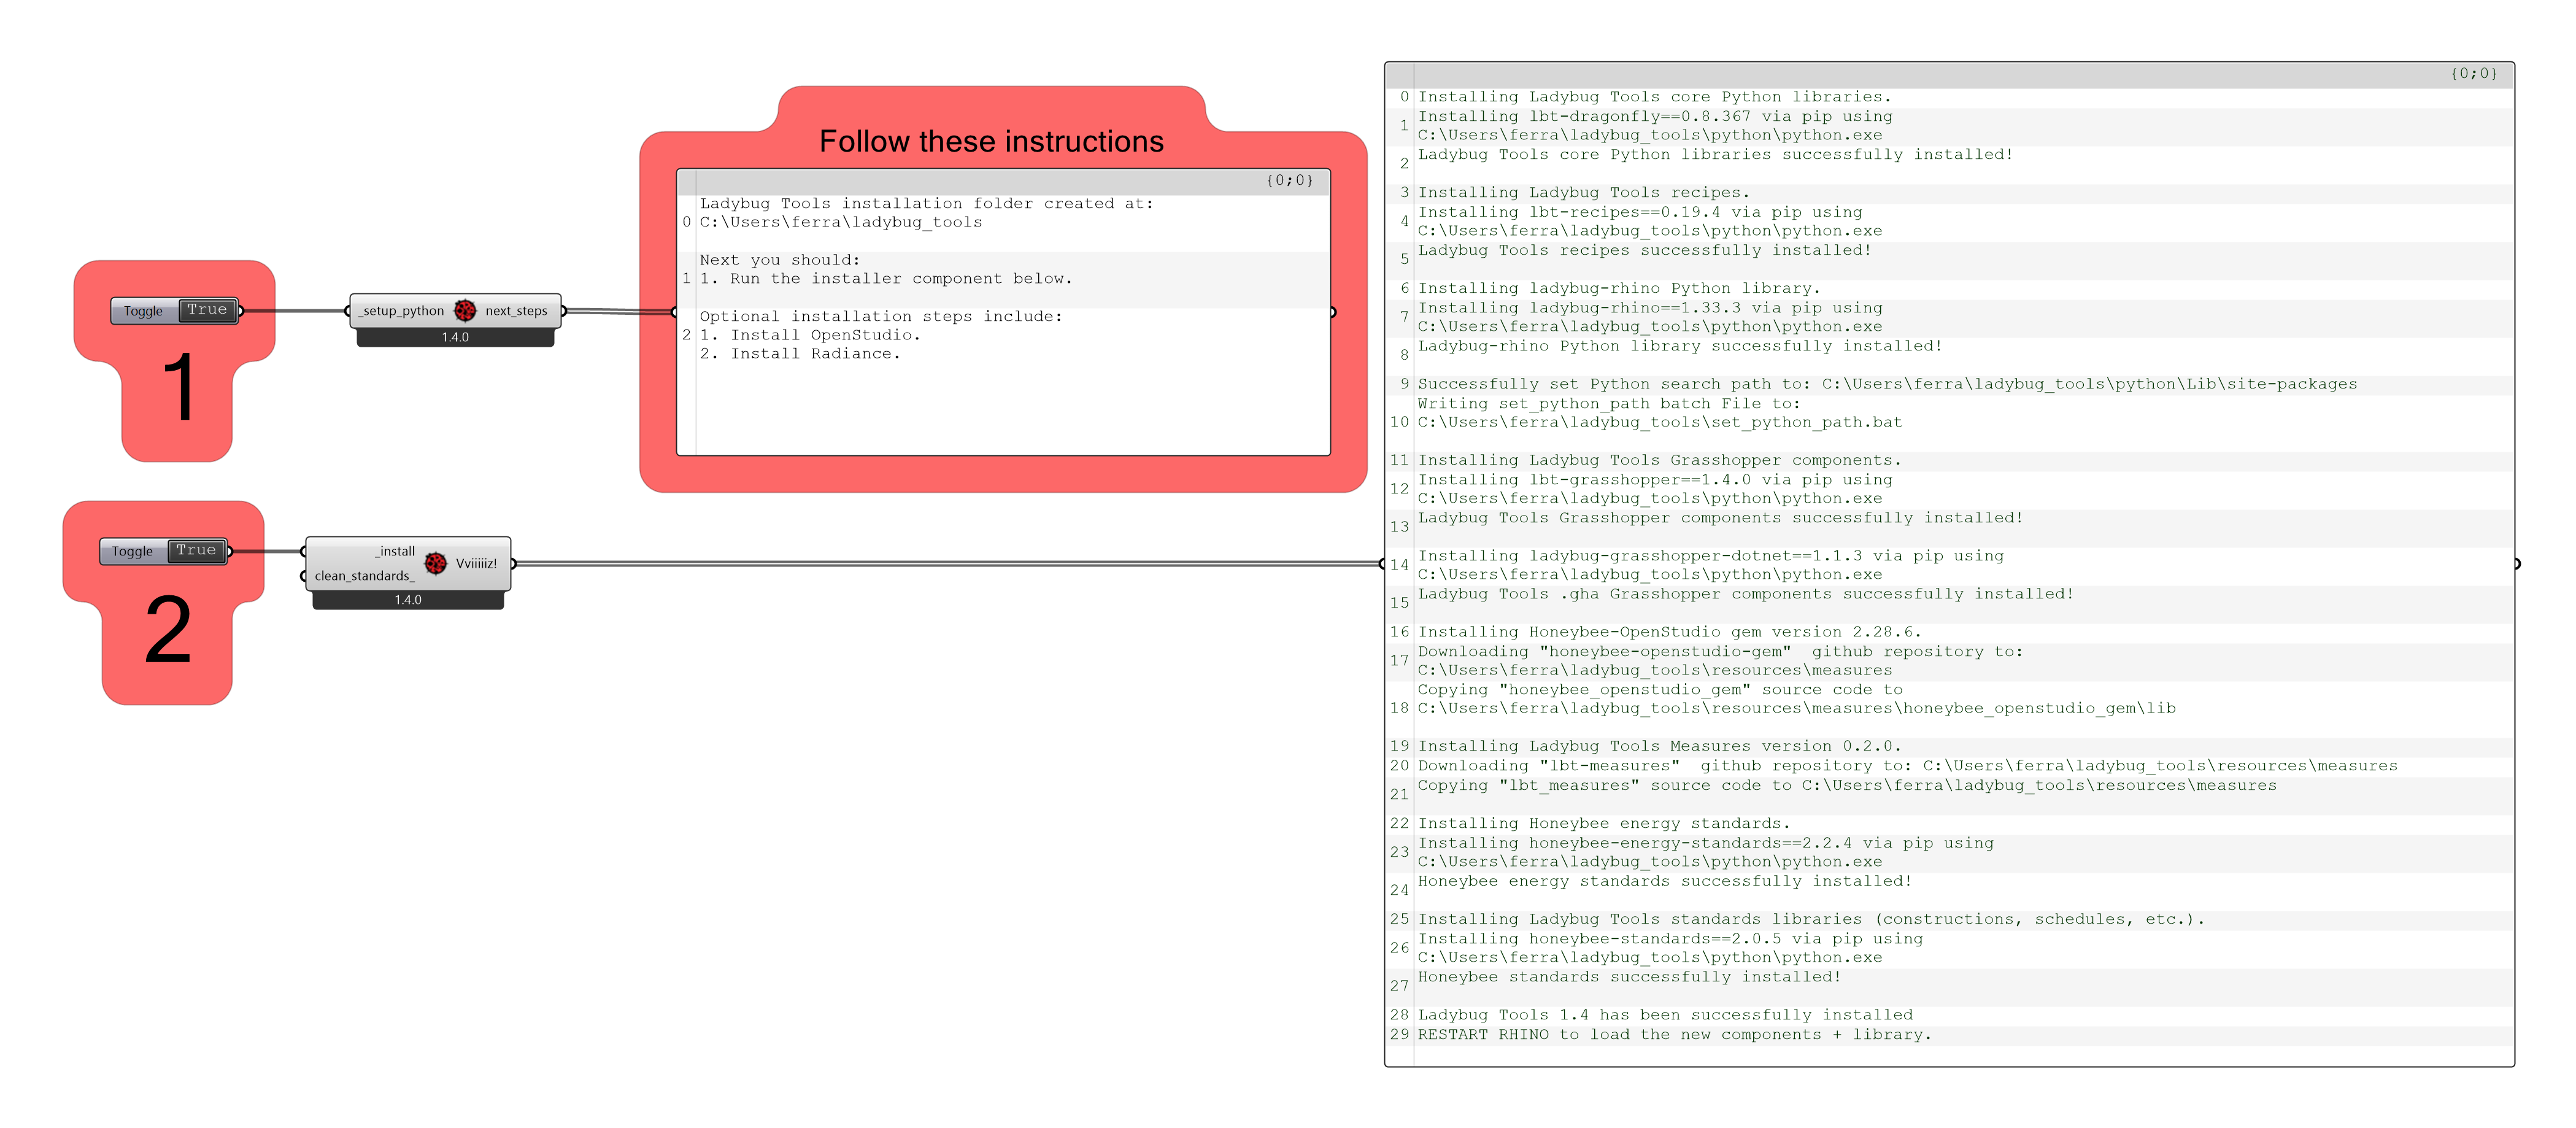 Toggle True
_setup_python next_steps
1.4.0
1
Follow these instructions
{0;0}
Ladybug Tools installation folder created at:
0 C:\Users\ferra\ladybug_tools
Next you should:
1 1. Run the installer component below.
Optional installation steps include:
2 1. Install OpenStudio.
2. Install Radiance.
Toggle True
_install
clean_standards_
Vviiiiiz!
1.4.0
2
{0;0}
0 Installing Ladybug Tools core Python libraries.
1 Installing lbt-dragonfly==0.8.367 via pip using
C:\Users\ferra\ladybug_tools\python\python.exe
2 Ladybug Tools core Python libraries successfully installed!
3 Installing Ladybug Tools recipes.
4 Installing lbt-recipes==0.19.4 via pip using
C:\Users\ferra\ladybug_tools\python\python.exe
5 Ladybug Tools recipes successfully installed!
6 Installing ladybug-rhino Python library.
7 Installing ladybug-rhino==1.33.3 via pip using
C:\Users\ferra\ladybug_tools\python\python.exe
8 Ladybug-rhino Python library successfully installed!
9 Successfully set Python search path to: C:\Users\ferra\ladybug_tools\python\Lib\site-packages
Writing set_python_path batch File to:
10 C:\Users\ferra\ladybug_tools\set_python_path.bat
11 Installing Ladybug Tools Grasshopper components.
12 Installing lbt-grasshopper==1.4.0 via pip using
C:\Users\ferra\ladybug_tools\python\python.exe
13 Ladybug Tools Grasshopper components successfully installed!
14 Installing ladybug-grasshopper-dotnet==1.1.3 via pip using
C:\Users\ferra\ladybug_tools\python\python.exe
15 Ladybug Tools .gha Grasshopper components successfully installed!
16 Installing Honeybee-OpenStudio gem version 2.28.6.
17 Downloading "honeybee-openstudio-gem"  github repository to:
C:\Users\ferra\ladybug_tools\resources\measures
Copying "honeybee_openstudio_gem" source code to
18 C:\Users\ferra\ladybug_tools\resources\measures\honeybee_openstudio_gem\lib
19 Installing Ladybug Tools Measures version 0.2.0.
20 Downloading "lbt-measures"  github repository to: C:\Users\ferra\ladybug_tools\resources\measures
21 Copying "lbt_measures" source code to C:\Users\ferra\ladybug_tools\resources\measures
22 Installing Honeybee energy standards.
23 Installing honeybee-energy-standards==2.2.4 via pip using
C:\Users\ferra\ladybug_tools\python\python.exe
24 Honeybee energy standards successfully installed!
25 Installing Ladybug Tools standards libraries (constructions, schedules, etc.).
26 Installing honeybee-standards==2.0.5 via pip using
C:\Users\ferra\ladybug_tools\python\python.exe
27 Honeybee standards successfully installed!
28 Ladybug Tools 1.4 has been successfully installed
29 RESTART RHINO to load the new components + library.